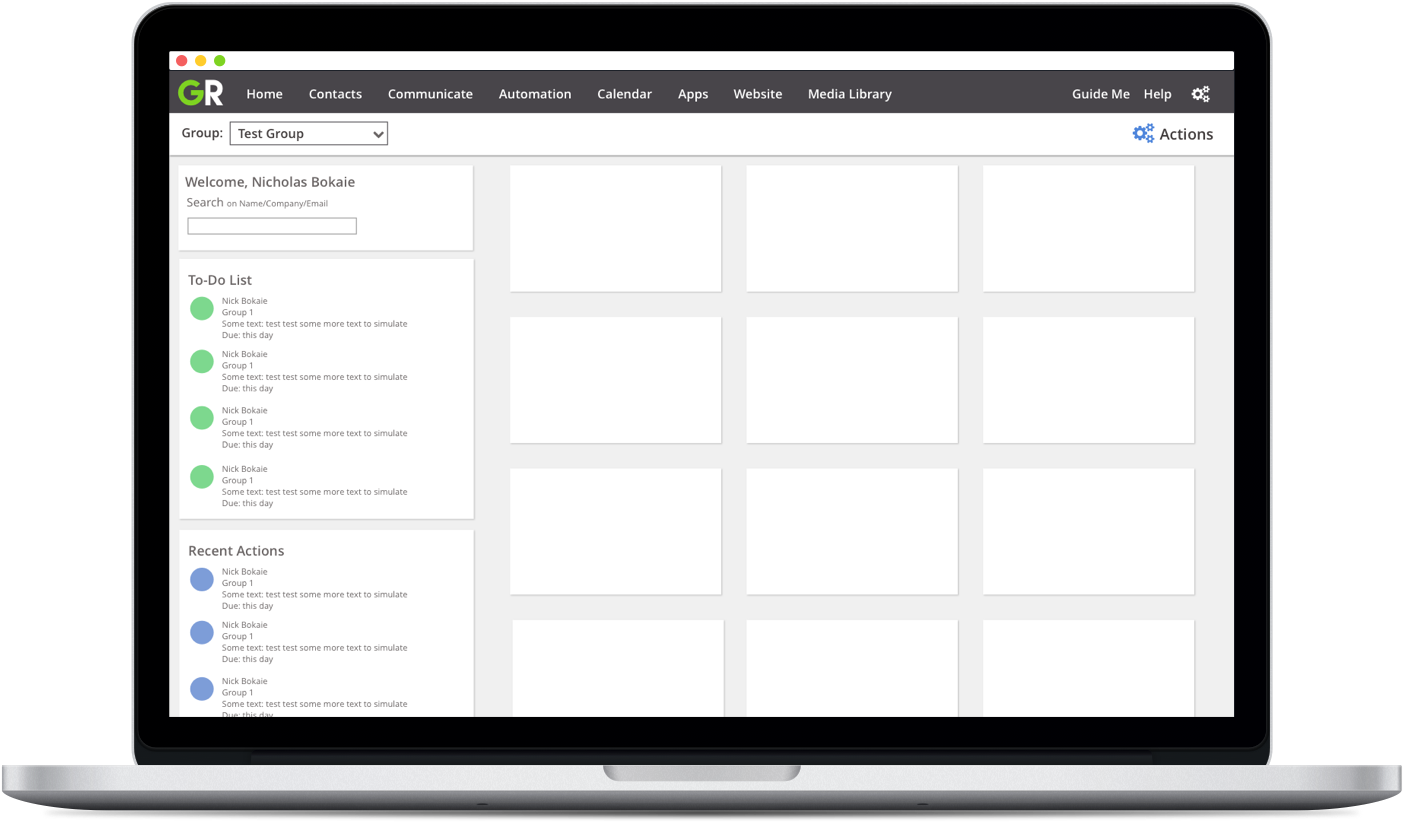 GR Home Contacts Communicate Automation Calendar Apps Website Media Library Guide Me Help
Group: Test Group Actions
Welcome, Nicholas Bokaie
Search on Name/Company/Email
To-Do List
Nick Bokaie
Group 1
Some text: test test some more text to simulate
Due: this day
Nick Bokaie
Group 1
Some text: test test some more text to simulate
Due: this day
Nick Bokaie
Group 1
Some text: test test some more text to simulate
Due: this day
Nick Bokaie
Group 1
Some text: test test some more text to simulate
Due: this day
Recent Actions
Nick Bokaie
Group 1
Some text: test test some more text to simulate
Due: this day
Nick Bokaie
Group 1
Some text: test test some more text to simulate
Due: this day
Nick Bokaie
Group 1
Some text: test test some more text to simulate
Due: this day